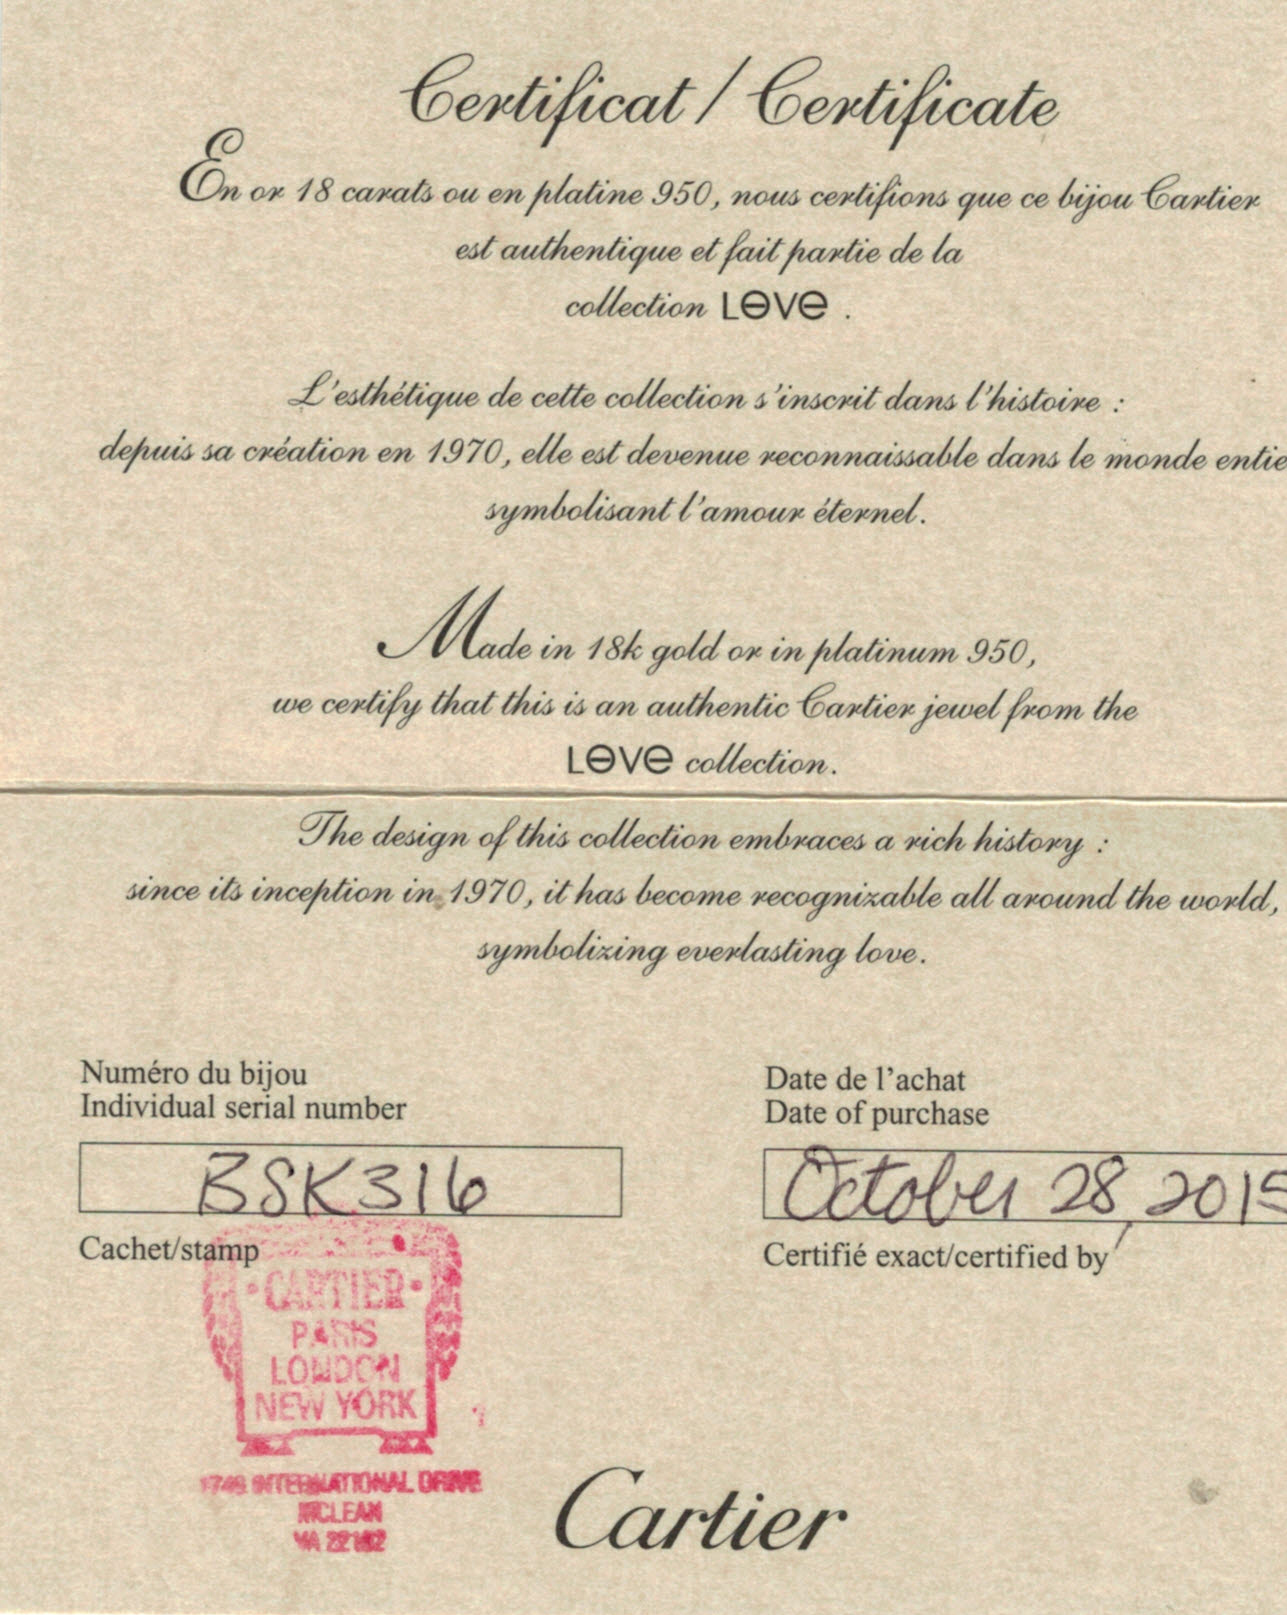 Certificat / Certificate
En or 18 carats ou en platine 950, nous certifions que ce bijou Cartier
est authentique et fait partie de la
collection LOVE .
L'esthétique de cette collection s'inscrit dans l'histoire :
depuis sa création en 1970, elle est devenue reconnaissable dans le monde entie
symbolisant l'amour éternel.
Made in 18k gold or in platinum 950,
we certify that this is an authentic Cartier jewel from the
LOVE collection.
The design of this collection embraces a rich history :
since its inception in 1970, it has become recognizable all around the world,
symbolizing everlasting love.
Numéro du bijou
Individual serial number
BSK316
Cachet/stamp
· CARTIER ·
PARIS
LONDON
NEW YORK
1749 INTERNATIONAL DRIVE
MCLEAN
VA 22102
Date de l'achat
Date of purchase
October 28, 2015
Certifié exact/certified by
Cartier